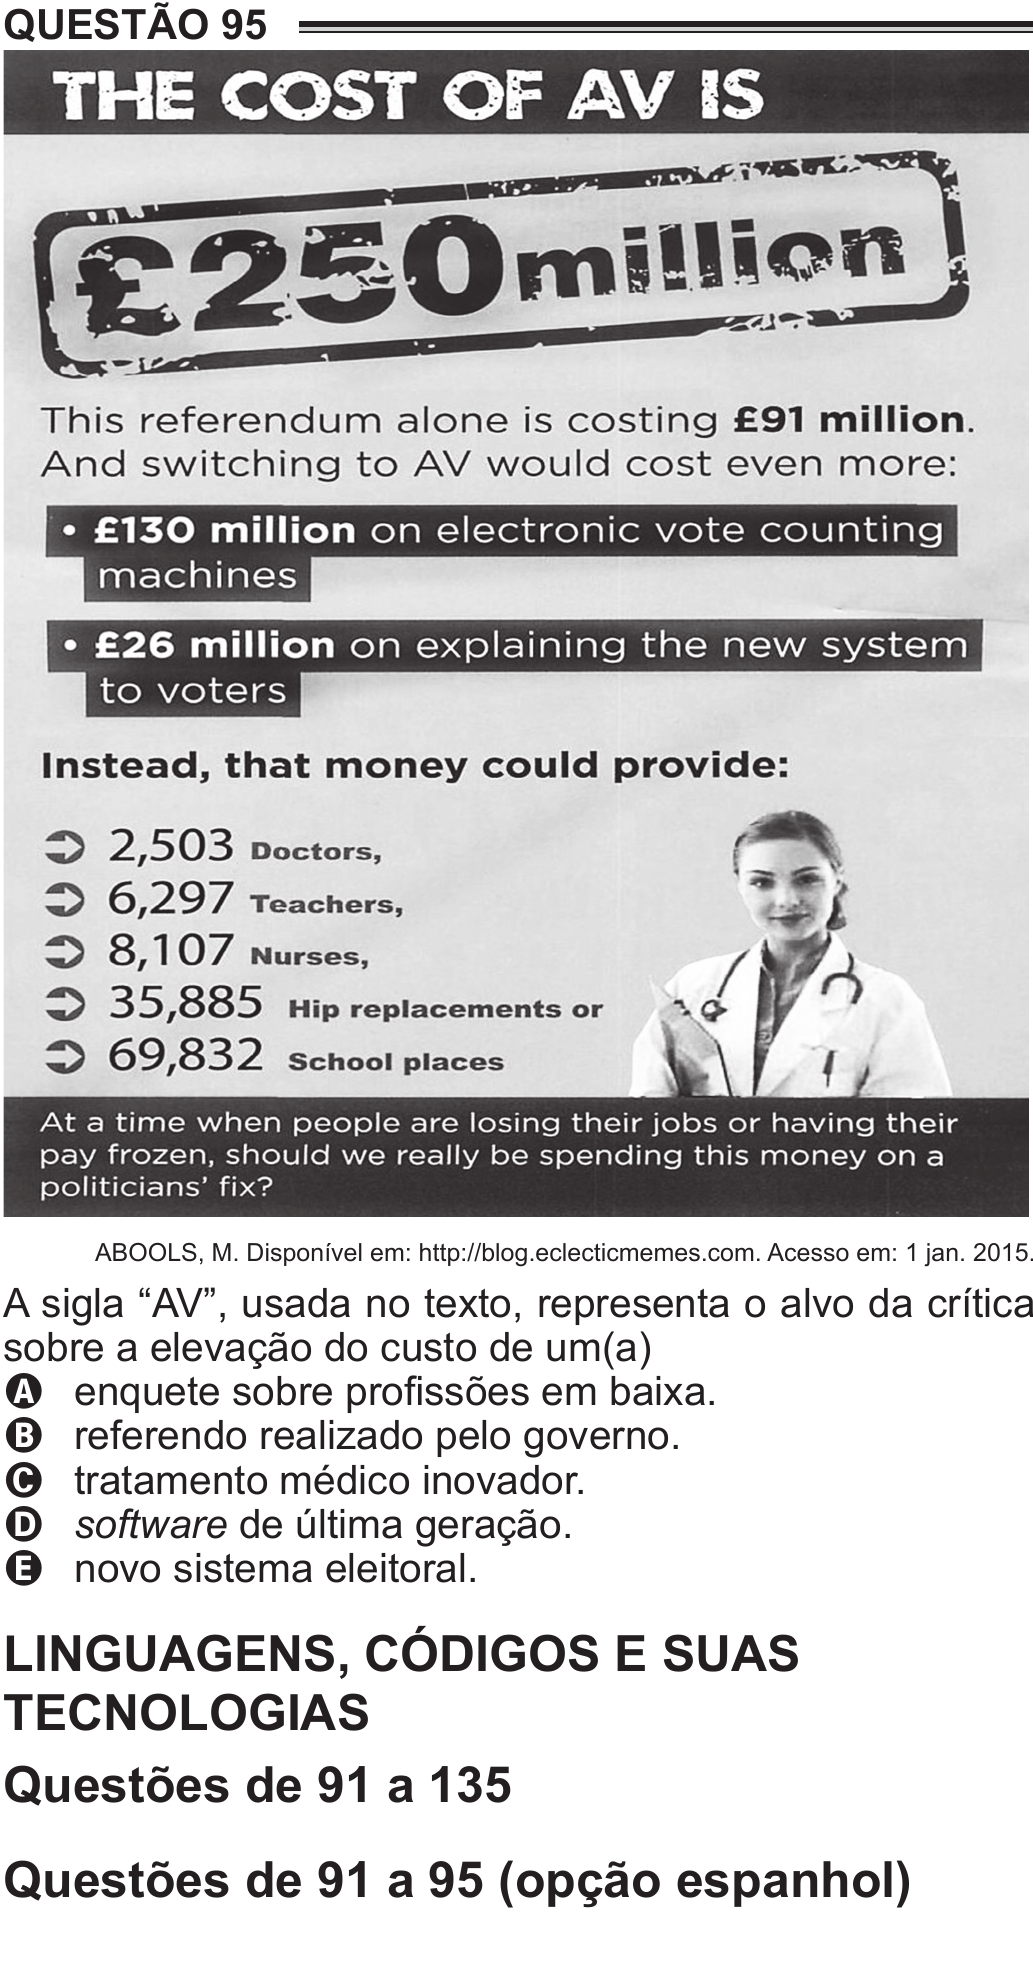 QUESTÃO 95
THE COST OF AV IS
£250 million
This referendum alone is costing £91 million.
And switching to AV would cost even more:
• £130 million on electronic vote counting
machines
• £26 million on explaining the new system
to voters
Instead, that money could provide:
2,503 Doctors,
6,297 Teachers,
8,107 Nurses,
35,885 Hip replacements or
69,832 School places
At a time when people are losing their jobs or having their
pay frozen, should we really be spending this money on a
politicians’ fix?
ABOOLS, M. Disponível em: http://blog.eclecticmemes.com. Acesso em: 1 jan. 2015.
A sigla “AV”, usada no texto, representa o alvo da crítica
sobre a elevação do custo de um(a)
A enquete sobre profissões em baixa.
B referendo realizado pelo governo.
C tratamento médico inovador.
D software de última geração.
E novo sistema eleitoral.
LINGUAGENS, CÓDIGOS E SUAS
TECNOLOGIAS
Questões de 91 a 135
Questões de 91 a 95 (opção espanhol)